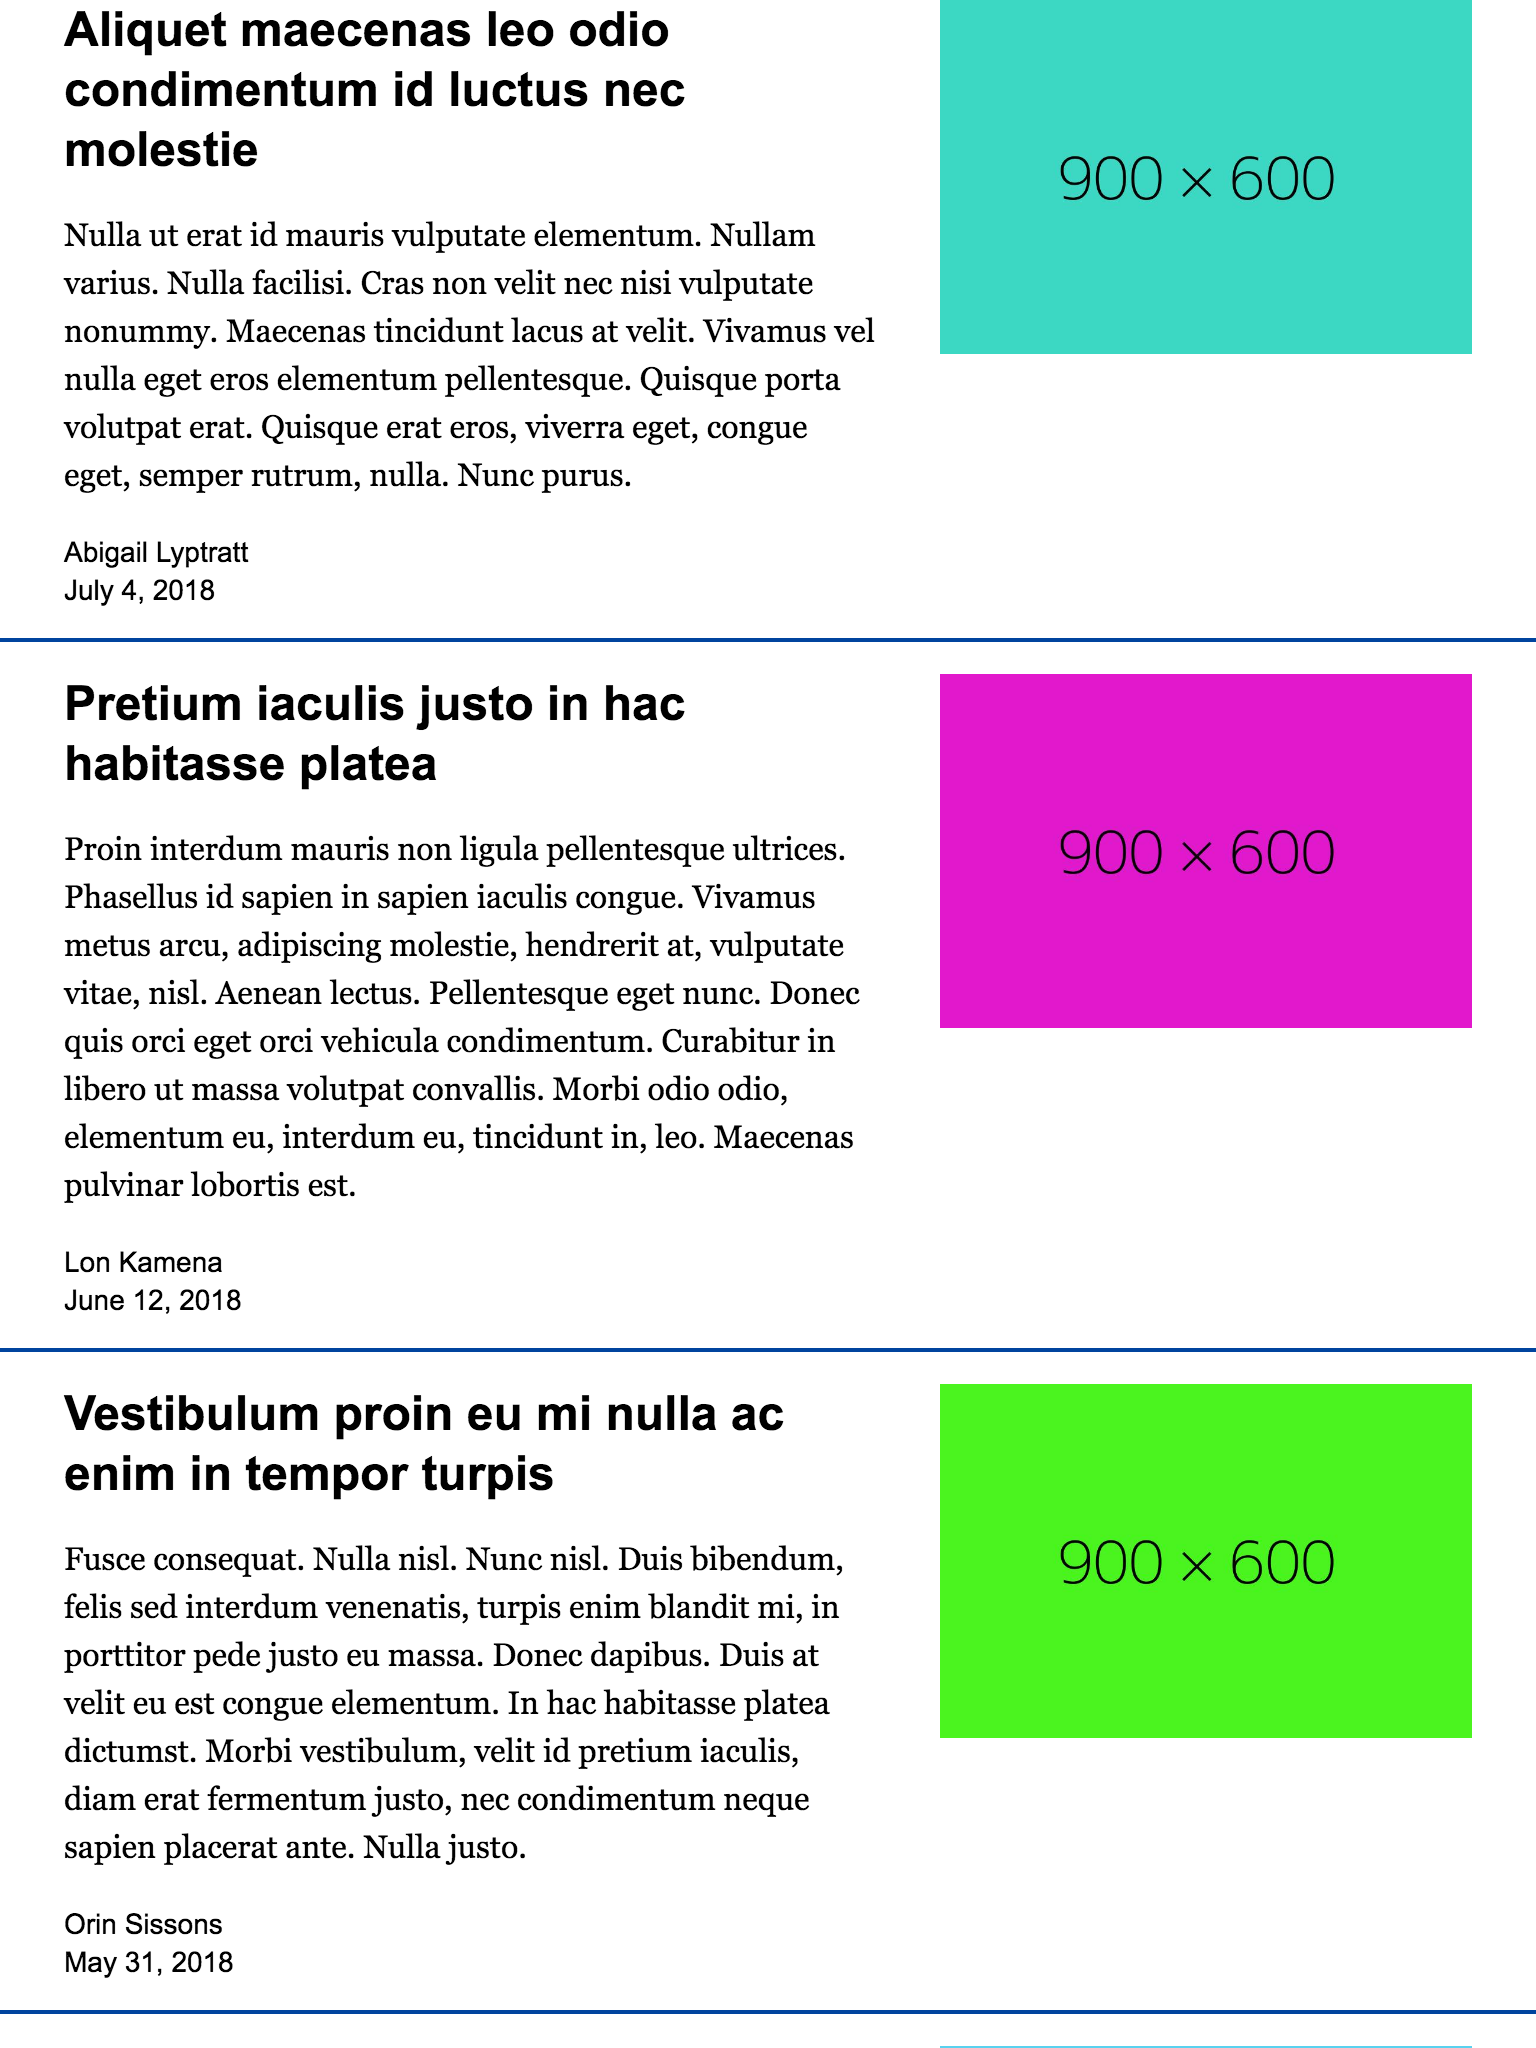 Aliquet maecenas leo odio
condimentum id luctus nec
molestie
900 × 600
Nulla ut erat id mauris vulputate elementum. Nullam
varius. Nulla facilisi. Cras non velit nec nisi vulputate
nonummy. Maecenas tincidunt lacus at velit. Vivamus vel
nulla eget eros elementum pellentesque. Quisque porta
volutpat erat. Quisque erat eros, viverra eget, congue
eget, semper rutrum, nulla. Nunc purus.
Abigail Lyptratt
July 4, 2018
Pretium iaculis justo in hac
habitasse platea
900 × 600
Proin interdum mauris non ligula pellentesque ultrices.
Phasellus id sapien in sapien iaculis congue. Vivamus
metus arcu, adipiscing molestie, hendrerit at, vulputate
vitae, nisl. Aenean lectus. Pellentesque eget nunc. Donec
quis orci eget orci vehicula condimentum. Curabitur in
libero ut massa volutpat convallis. Morbi odio odio,
elementum eu, interdum eu, tincidunt in, leo. Maecenas
pulvinar lobortis est.
Lon Kamena
June 12, 2018
Vestibulum proin eu mi nulla ac
enim in tempor turpis
900 × 600
Fusce consequat. Nulla nisl. Nunc nisl. Duis bibendum,
felis sed interdum venenatis, turpis enim blandit mi, in
porttitor pede justo eu massa. Donec dapibus. Duis at
velit eu est congue elementum. In hac habitasse platea
dictumst. Morbi vestibulum, velit id pretium iaculis,
diam erat fermentum justo, nec condimentum neque
sapien placerat ante. Nulla justo.
Orin Sissons
May 31, 2018